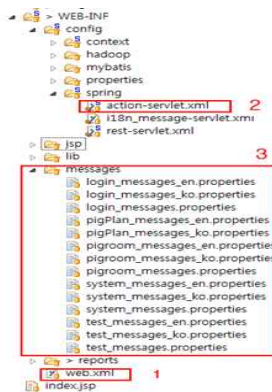 > WEB-INF
config
context
hadoop
mybatis
properties
spring
action-servlet.xml 2
i18n_message-servlet.xml
rest-servlet.xml
jsp
lib
3
messages
login_messages_en.properties
login_messages_ko.properties
login_messages.properties
pigPlan_messages_en.properties
pigPlan_messages_ko.properties
pigroom_messages_en.properties
pigroom_messages_ko.properties
pigroom_messages.properties
system_messages_en.properties
system_messages_ko.properties
system_messages.properties
test_messages_en.properties
test_messages_ko.properties
test_messages.properties
> reports
web.xml 1
index.jsp